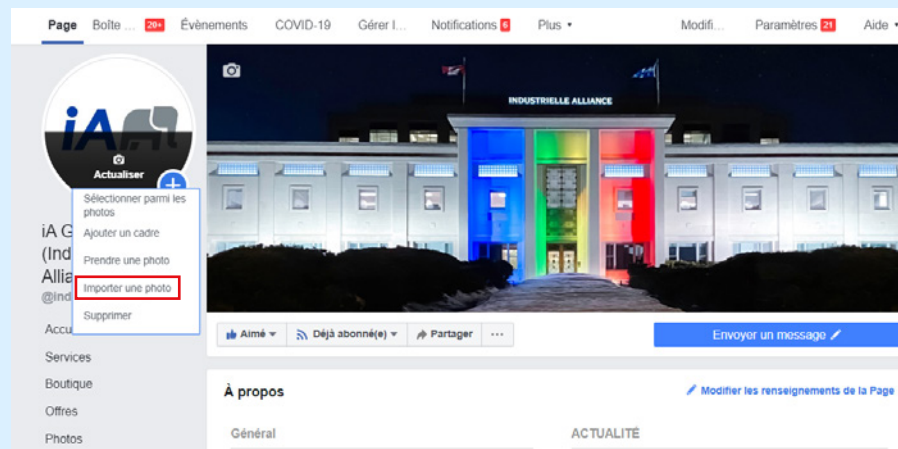 Page Boîte ... 20+ Évènements COVID-19 Gérer l... Notifications 6 Plus Modifi... Paramètres 21 Aide
INDUSTRIELLE ALLIANCE
iA
Actualiser
Sélectionner parmi les
photos
Ajouter un cadre
Prendre une photo
Importer une photo
Supprimer
iA G
(Ind
Allia
@ind
Accu
Services
Boutique
Offres
Photos
Aimé Déjà abonné(e) Partager ... Envoyer un message
À propos Modifier les renseignements de la Page
Général ACTUALITÉ